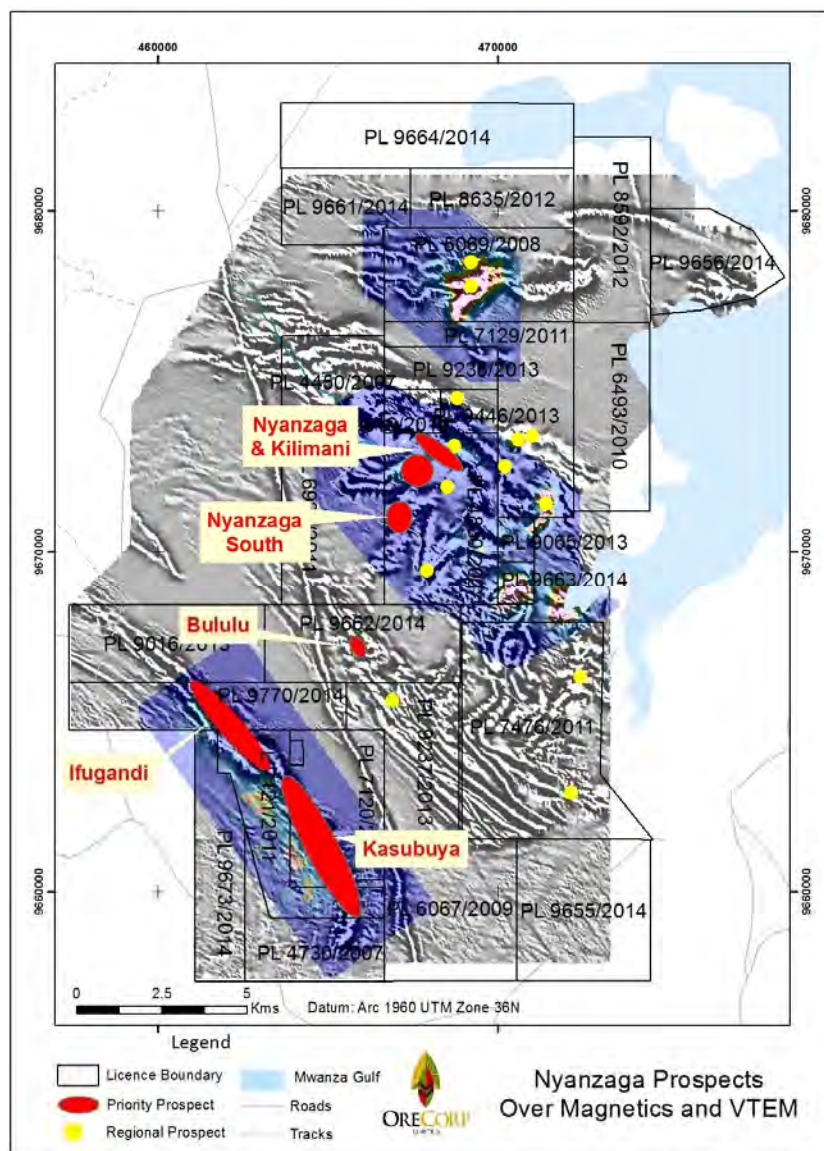 460000
470000
PL 9664/2014
PL 8592/2012
PL 9661/2014
PL 8635/2012
9680000
9680000
PL 6069/2008
PL 9656/2014
PL 7129/2011
PL 9236/2013
PL 4450/2007
PL 6493/2010
Nyanzaga
& Kilimani
Nyanzaga
South
PL 9065/2013
9670000
9670000
PL 9663/2014
Bululu
PL 9662/2014
PL 9770/2014
PL 7476/2011
PL 9237/2013
Ifugandi
Kasubuya
PL 9673/2014
9660000
9660000
PL 6067/2009
PL 9655/2014
PL 4730/2007
0 2.5 5
Kms
Datum: Arc 1960 UTM Zone 36N
Legend
Licence Boundary
Mwanza Gulf
Priority Prospect
Roads
Regional Prospect
Tracks
ORECORP
LIMITED
Nyanzaga Prospects
Over Magnetics and VTEM